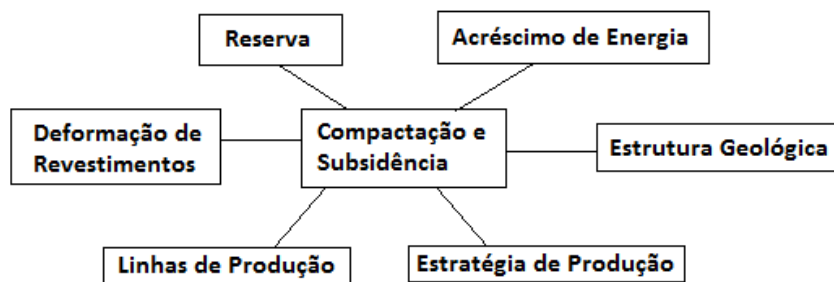 Reserva
Acréscimo de Energia
Deformação de
Revestimentos
Compactação e
Subsidência
Estrutura Geológica
Linhas de Produção
Estratégia de Produção